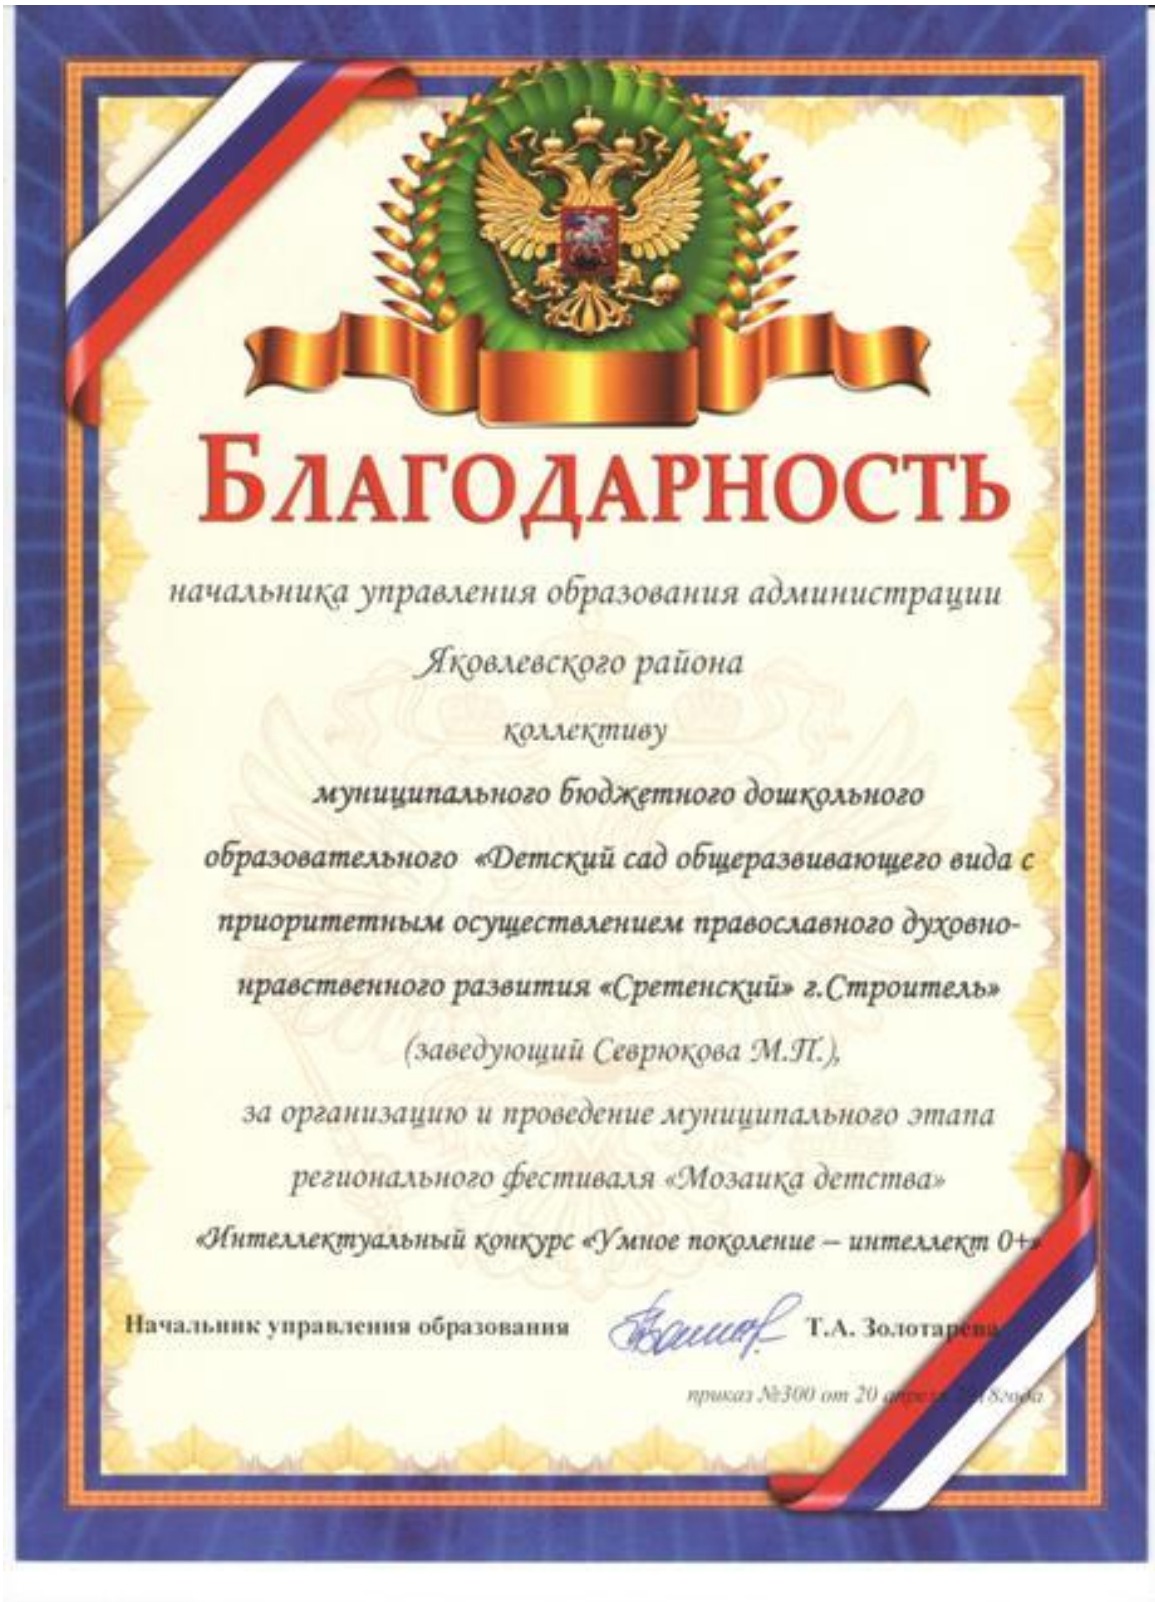 БЛАГОДАРНОСТЬ
начальника управления образования администрации
Яковлевского района
коллективу
муниципального бюджетного дошкольного
образовательного «Детский сад общеразвивающего вида с
приоритетным осуществлением православного духовно-
нравственного развития «Сретенский» г.Строитель»
(заведующий Севрюкова М.П.),
за организацию и проведение муниципального этапа
регионального фестиваля «Мозаика детства»
«Интеллектуальный конкурс «Умное поколение – интеллект 0+»
Начальник управления образования Т.А. Золотарева
приказ №300 от 20 апреля 2018года